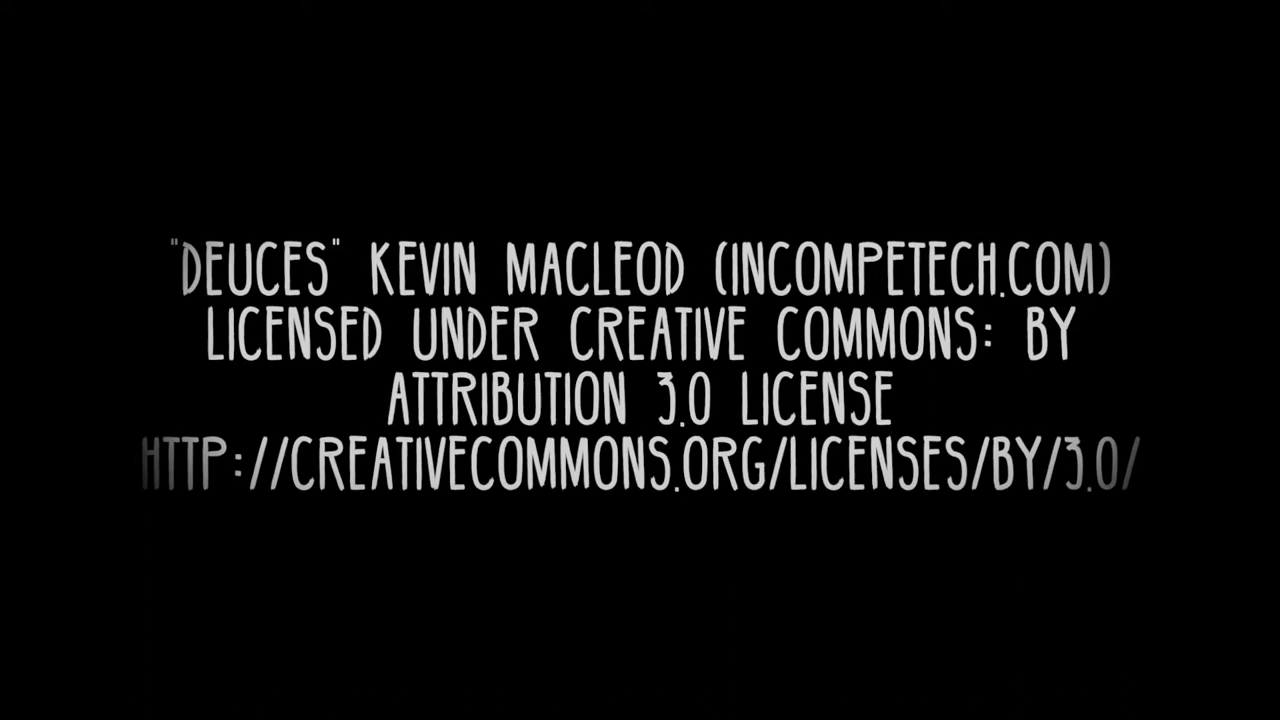 "DEUCES" KEVIN MACLEOD (INCOMPETECH.COM)
LICENSED UNDER CREATIVE COMMONS: BY
ATTRIBUTION 3.0 LICENSE
HTTP://CREATIVECOMMONS.ORG/LICENSES/BY/3.0/